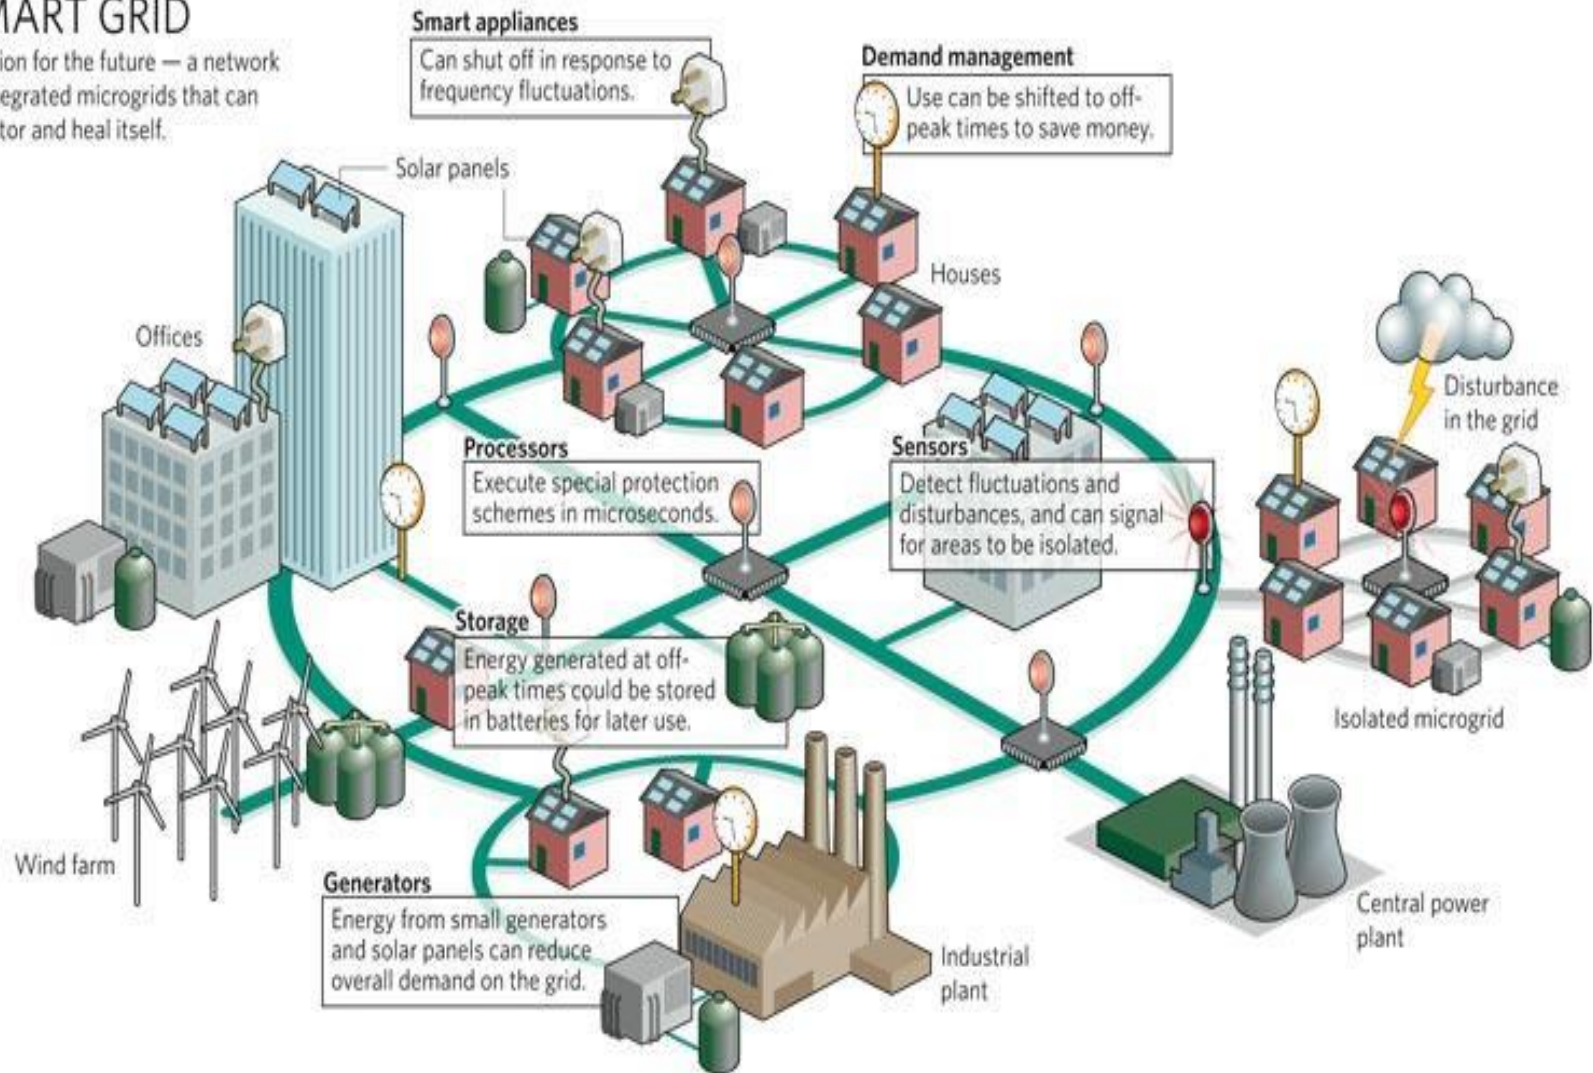 MART GRID
ion for the future — a network
egrated microgrids that can
tor and heal itself.
Smart appliances
Can shut off in response to
frequency fluctuations.
Demand management
Use can be shifted to off-
peak times to save money.
Solar panels
Houses
Offices
Disturbance
in the grid
Processors
Execute special protection
schemes in microseconds.
Sensors
Detect fluctuations and
disturbances, and can signal
for areas to be isolated.
Storage
Energy generated at off-
peak times could be stored
in batteries for later use.
Isolated microgrid
Wind farm
Generators
Energy from small generators
and solar panels can reduce
overall demand on the grid.
Central power
plant
Industrial
plant